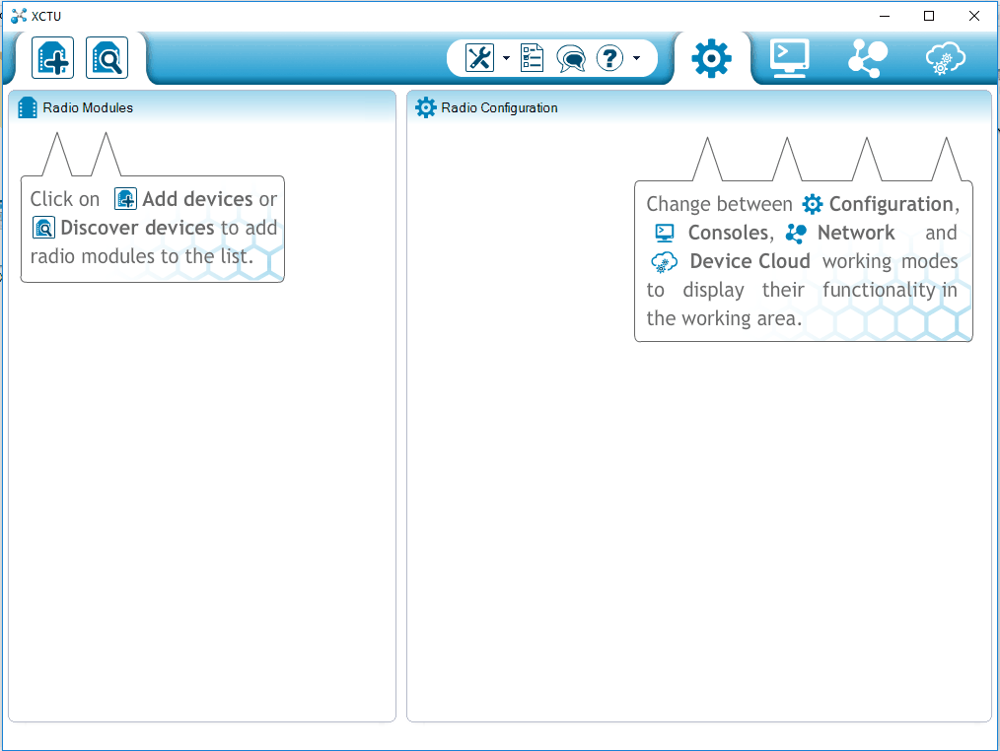 XCTU
Radio Modules
Click on Add devices or
Discover devices to add
radio modules to the list.
Radio Configuration
Change between Configuration,
Consoles, Network and
Device Cloud working modes
to display their functionality in
the working area.